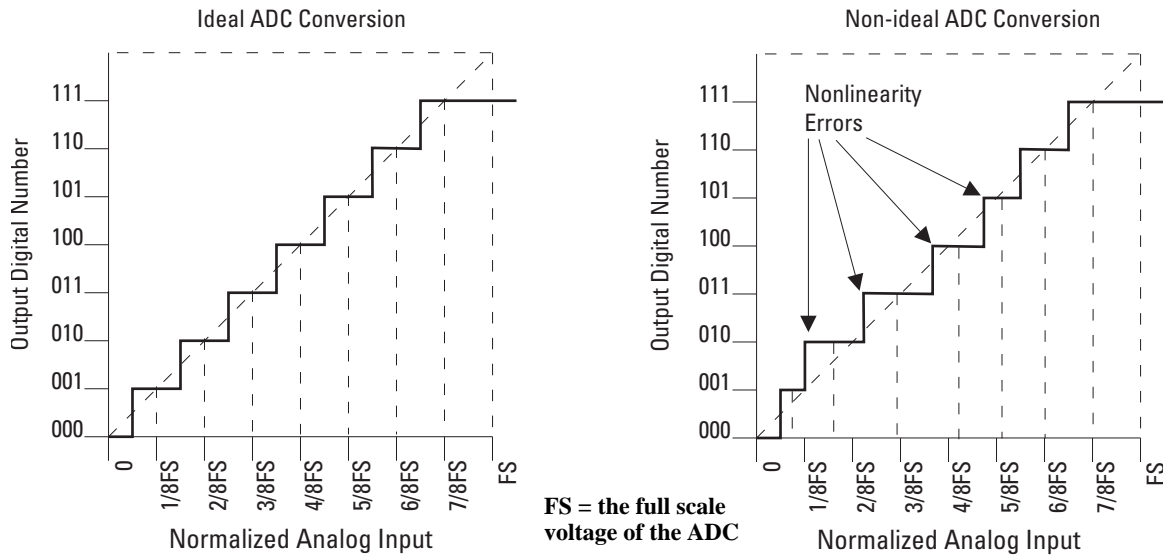 Ideal ADC Conversion
Output Digital Number
111
110
101
100
011
010
001
000
0
1/8FS
2/8FS
3/8FS
4/8FS
5/8FS
6/8FS
7/8FS
FS
Normalized Analog Input
FS = the full scale
voltage of the ADC
Non-ideal ADC Conversion
Nonlinearity
Errors
Output Digital Number
111
110
101
100
011
010
001
000
0
1/8FS
2/8FS
3/8FS
4/8FS
5/8FS
6/8FS
7/8FS
FS
Normalized Analog Input